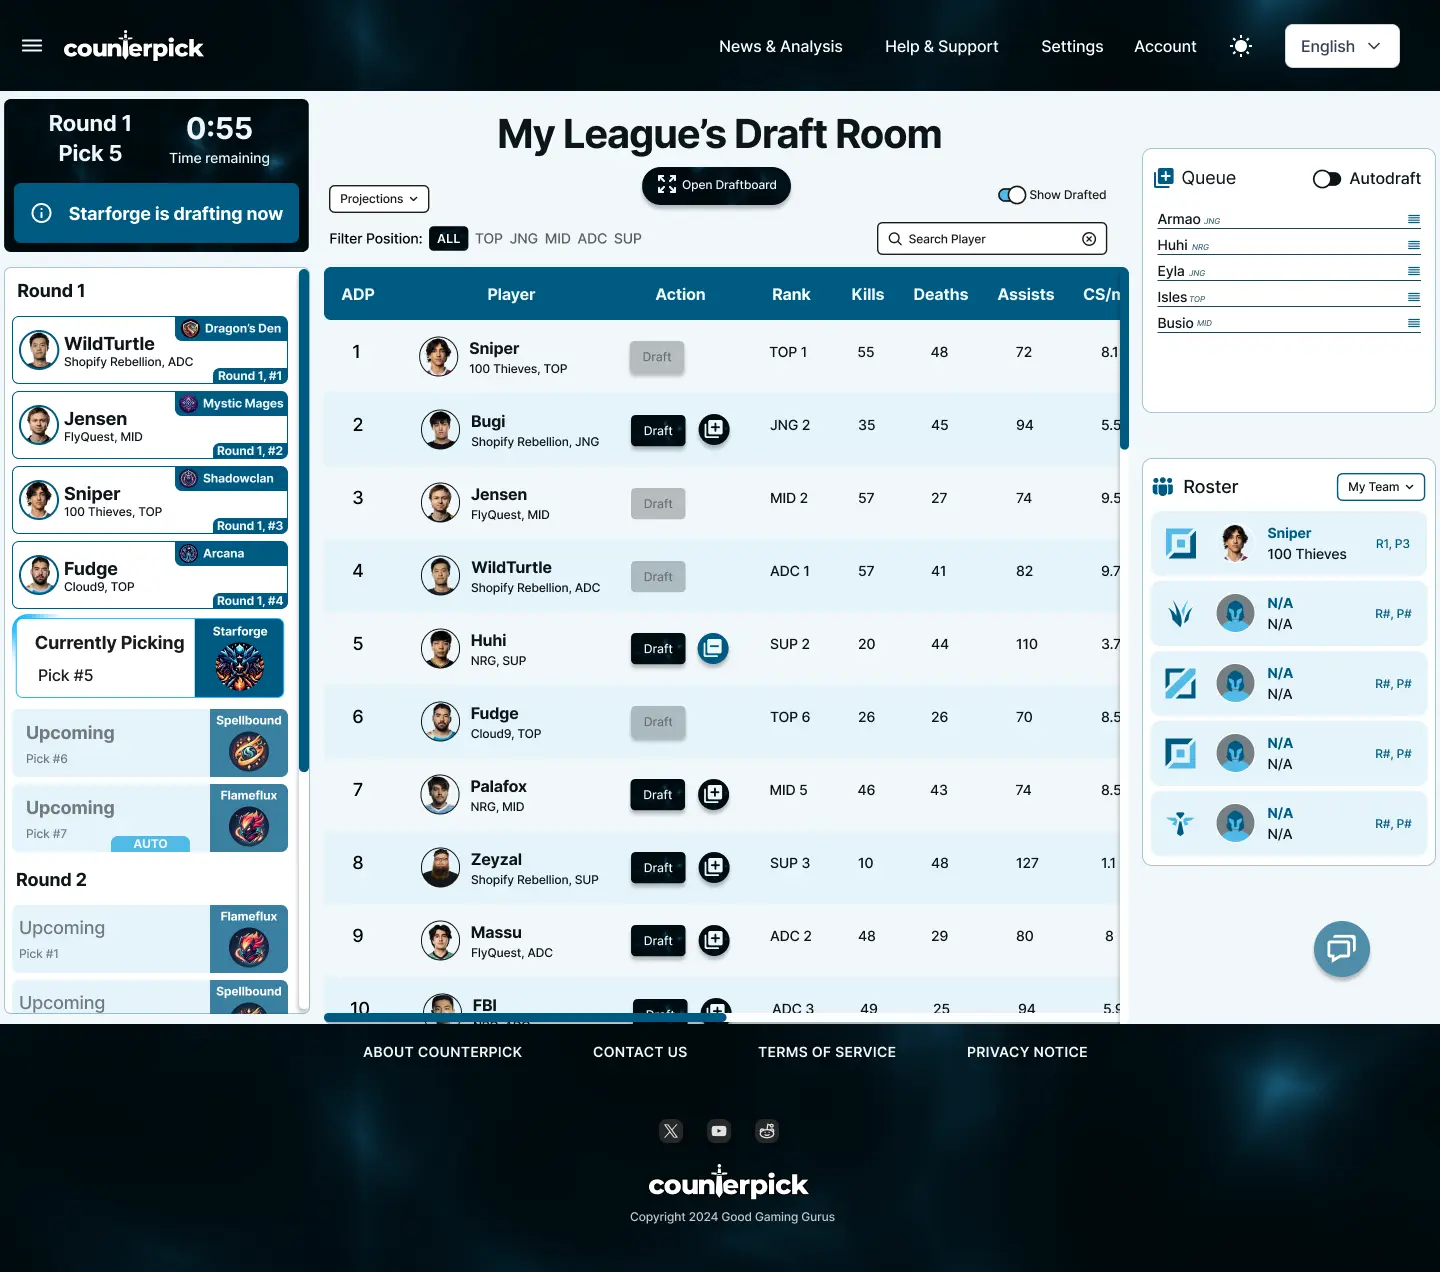 counterpick
News & Analysis
Help & Support
Settings
Account
English
Round 1
Pick 5
0:55
Time remaining
Starforge is drafting now
My League's Draft Room
Open Draftboard
Projections
Show Drafted
Filter Position: ALL TOP JNG MID ADC SUP
Search Player
Round 1
Dragon's Den
WildTurtle
Shopify Rebellion, ADC
Round 1, #1
Mystic Mages
Jensen
FlyQuest, MID
Round 1, #2
Shadowclan
Sniper
100 Thieves, TOP
Round 1, #3
Arcana
Fudge
Cloud9, TOP
Round 1, #4
Currently Picking
Pick #5
Starforge
Upcoming
Pick #6
Spellbound
Upcoming
Pick #7
AUTO
Flameflux
Round 2
Upcoming
Pick #1
Flameflux
Upcoming
Spellbound
ADP Player Action Rank Kills Deaths Assists CS/m
1 Sniper Draft TOP 1 55 48 72 8.1
100 Thieves, TOP
2 Bugi Draft JNG 2 35 45 94 5.5
Shopify Rebellion, JNG
3 Jensen Draft MID 2 57 27 74 9.5
FlyQuest, MID
4 WildTurtle Draft ADC 1 57 41 82 9.7
Shopify Rebellion, ADC
5 Huhi Draft SUP 2 20 44 110 3.7
NRG, SUP
6 Fudge Draft TOP 6 26 26 70 8.5
Cloud9, TOP
7 Palafox Draft MID 5 46 43 74 8.5
NRG, MID
8 Zeyzal Draft SUP 3 10 48 127 1.1
Shopify Rebellion, SUP
9 Massu Draft ADC 2 48 29 80 8
FlyQuest, ADC
10 FBI Draft ADC 3 49 25 94 5.9
Queue
Autodraft
Armao JNG
Huhi NRG
Eyla JNG
Isles TOP
Busio MID
Roster
My Team
Sniper
100 Thieves
R1, P3
N/A
N/A
R#, P#
N/A
N/A
R#, P#
N/A
N/A
R#, P#
N/A
N/A
R#, P#
ABOUT COUNTERPICK
CONTACT US
TERMS OF SERVICE
PRIVACY NOTICE
counterpick
Copyright 2024 Good Gaming Gurus